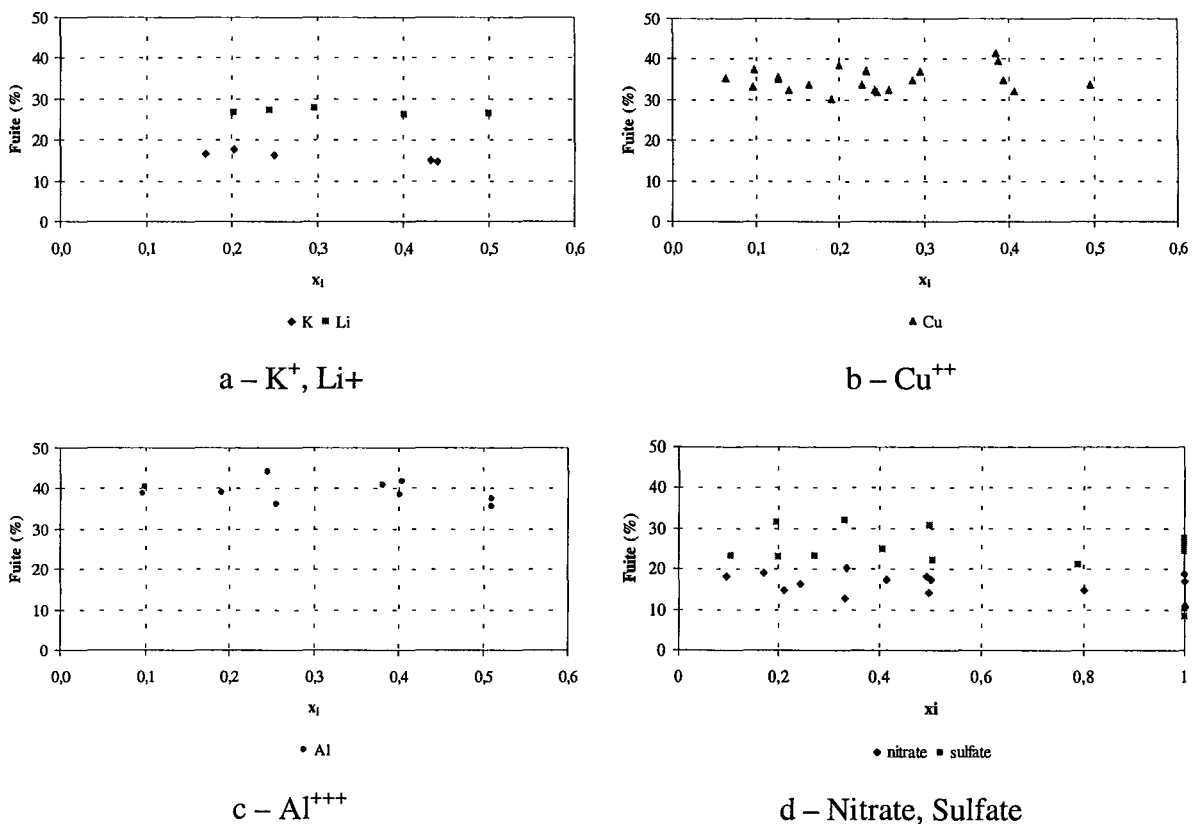 50
40
30
20
10
0
Fuite (%)
0,0 0,1 0,2 0,3 0,4 0,5 0,6
x_i
◆ K ■ Li
a – K⁺, Li+
50
40
30
20
10
0
Fuite (%)
0,0 0,1 0,2 0,3 0,4 0,5 0,6
x_i
▲ Cu
b – Cu⁺⁺
50
40
30
20
10
0
Fuite (%)
0,0 0,1 0,2 0,3 0,4 0,5 0,6
x_i
• Al
c – Al⁺⁺⁺
50
40
30
20
10
0
Fuite (%)
0 0,2 0,4 0,6 0,8 1
xi
◆ nitrate ■ sulfate
d – Nitrate, Sulfate